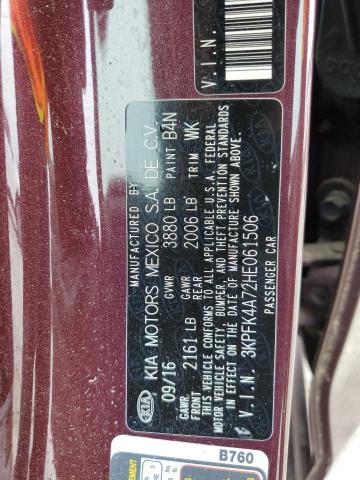 MANUFACTURED BY
KIA MOTORS MEXICO S.A. DE C.V.
09/16 GVWR 3880 LB PAINT B4N
GAWR FRONT 2161 LB GAWR REAR 2006 LB TRIM WK
THIS VEHICLE CONFORMS TO ALL APPLICABLE U.S.A. FEDERAL
MOTOR VEHICLE SAFETY, BUMPER, AND THEFT PREVENTION STANDARDS
IN EFFECT ON THE DATE OF MANUFACTURE SHOWN ABOVE.
V.I.N. 3KPFK4A72HE061506
PASSENGER CAR
KIA
V.I.N.
B760